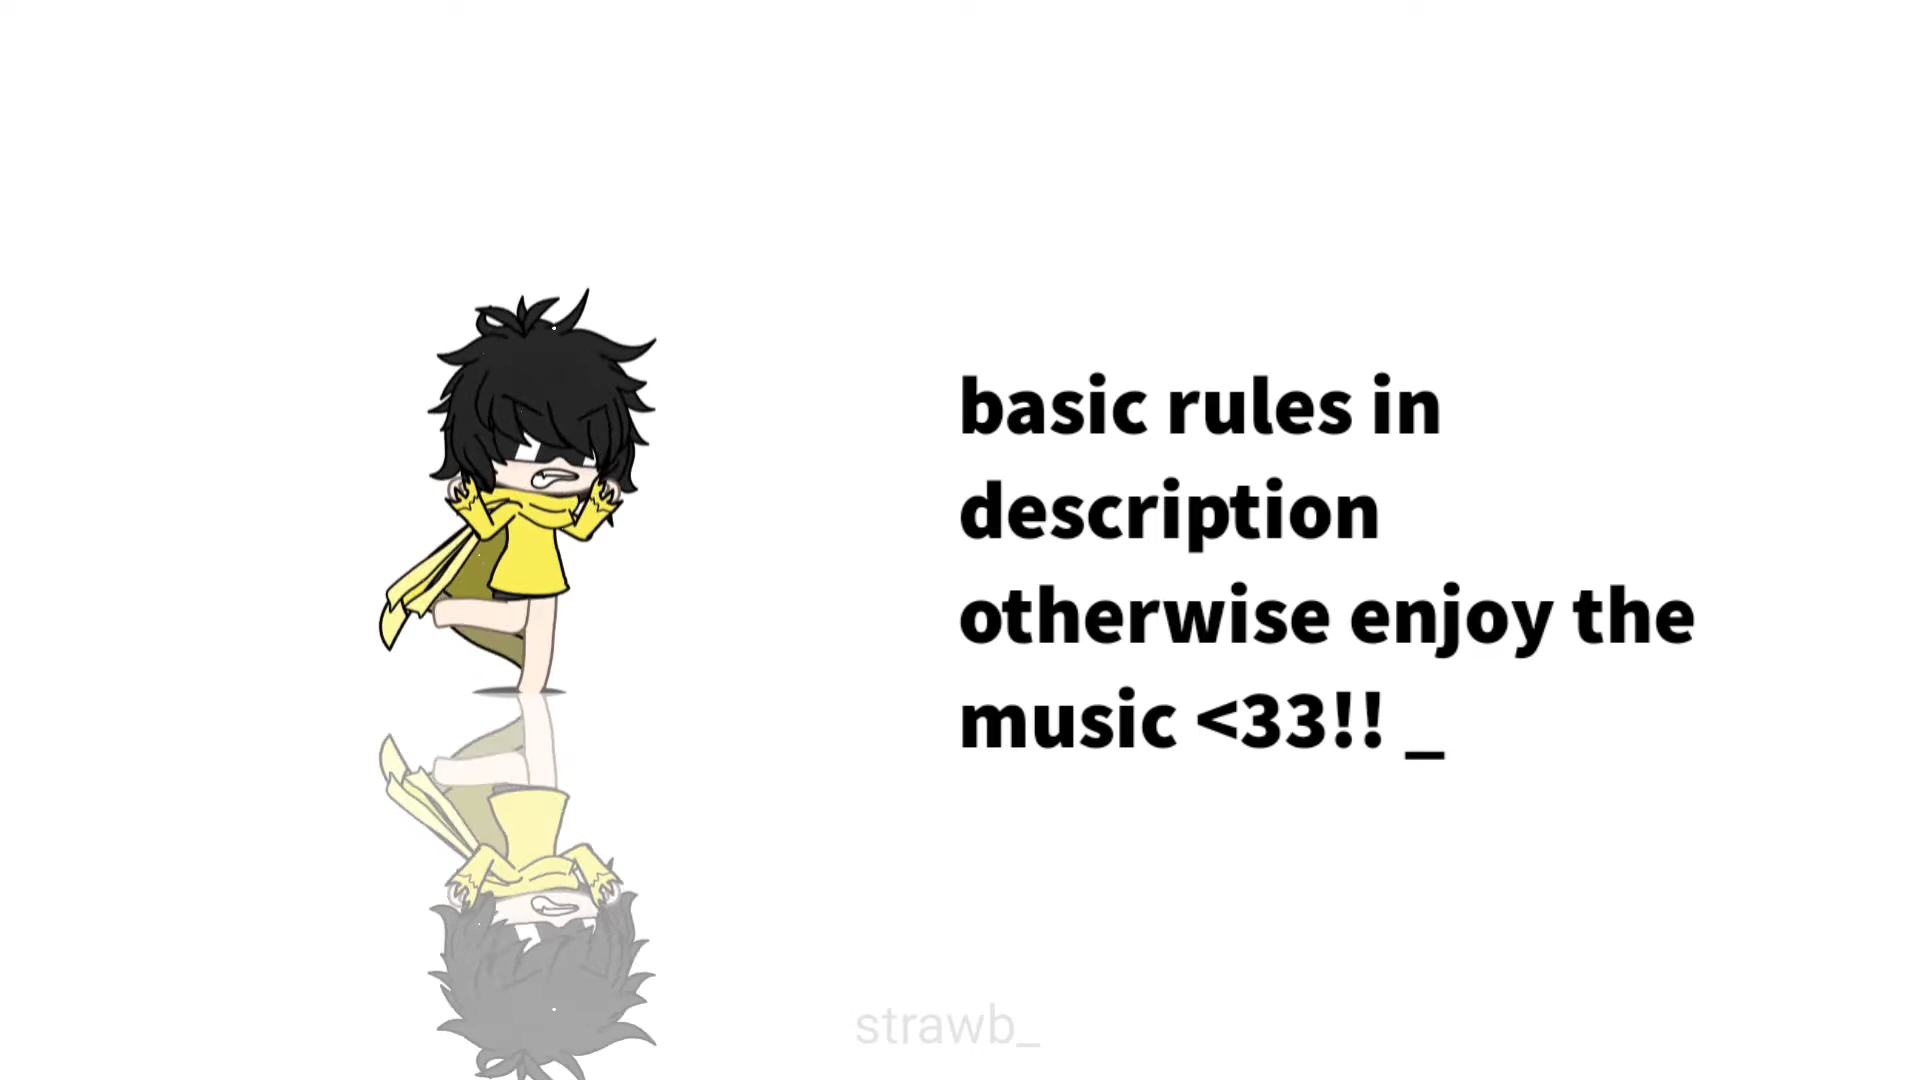 basic rules in
description
otherwise enjoy the
music <33!! _
strawb_